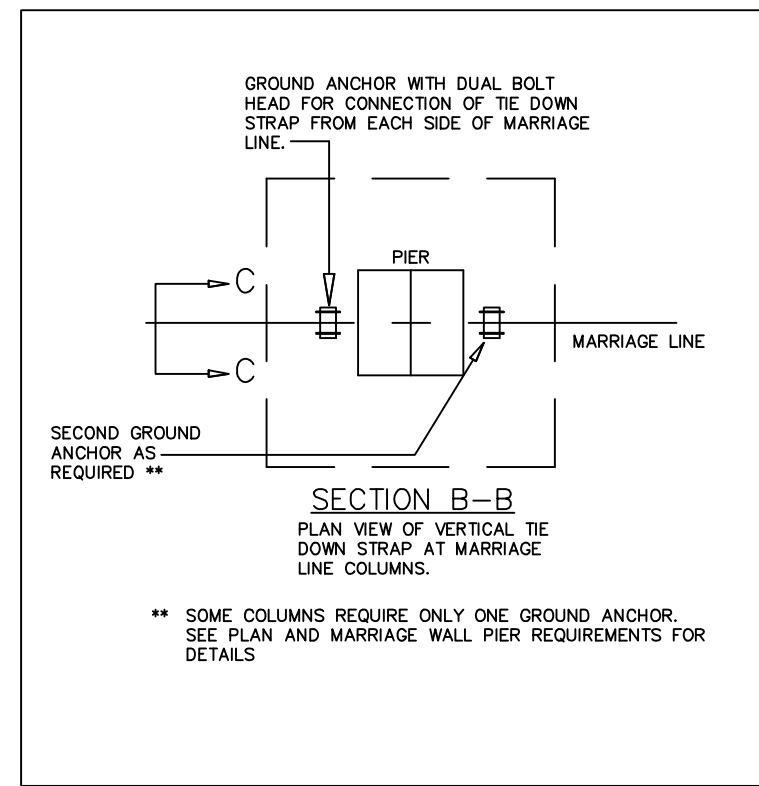 GROUND ANCHOR WITH DUAL BOLT
HEAD FOR CONNECTION OF TIE DOWN
STRAP FROM EACH SIDE OF MARRIAGE
LINE.
C
PIER
MARRIAGE LINE
C
SECOND GROUND
ANCHOR AS
REQUIRED **
SECTION B-B
PLAN VIEW OF VERTICAL TIE
DOWN STRAP AT MARRIAGE
LINE COLUMNS.
** SOME COLUMNS REQUIRE ONLY ONE GROUND ANCHOR.
SEE PLAN AND MARRIAGE WALL PIER REQUIREMENTS FOR
DETAILS